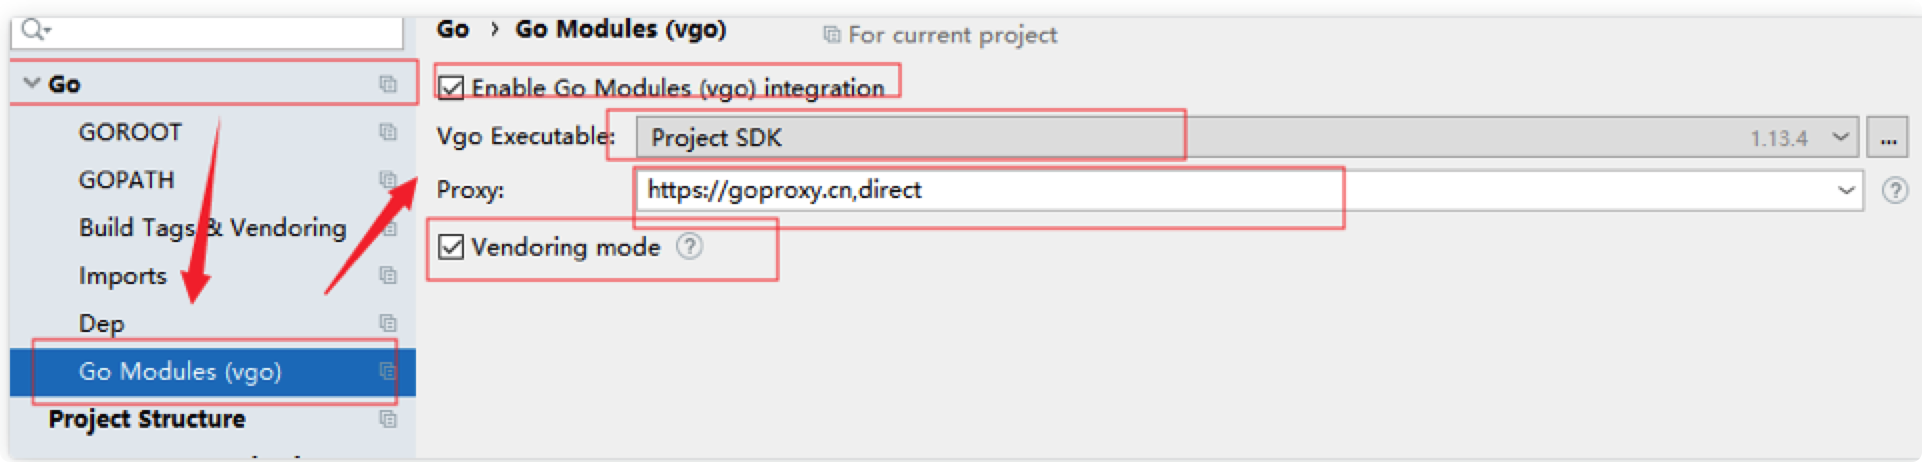 Go › Go Modules (vgo) For current project
Go
Enable Go Modules (vgo) integration
GOROOT
Vgo Executable: Project SDK 1.13.4 ...
GOPATH
Proxy: https://goproxy.cn,direct ?
Build Tags & Vendoring
Vendoring mode ?
Imports
Dep
Go Modules (vgo)
Project Structure